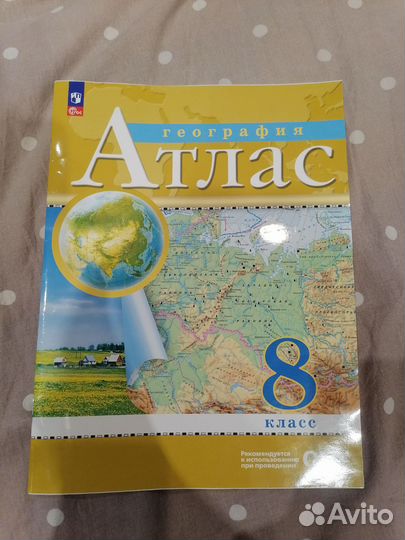 география
Атлас
8
класс
Рекомендуется
к использованию
при проведении
Avito